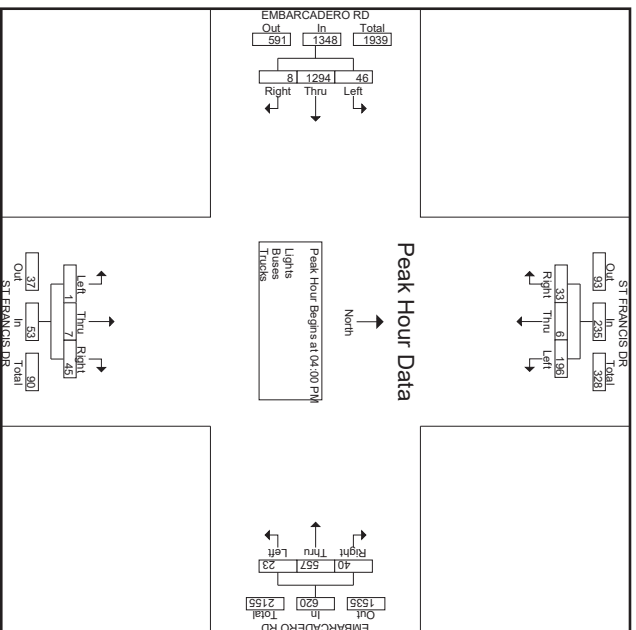 EMBARCADERO RD
Out In Total
591 1348 1939
8 1294 46
Right Thru Left
Peak Hour Data
North
Peak Hour Begins at 04:00 PM
Lights
Buses
Trucks
ST FRANCIS DR
Out In Total
93 235 328
33 6 196
Right Thru Left
Left Thru Right
1 7 45
37 53 90
Out In Total
ST FRANCIS DR
Left Thru Right
23 557 40
2155 620 1535
Total In Out
EMBARCADERO RD